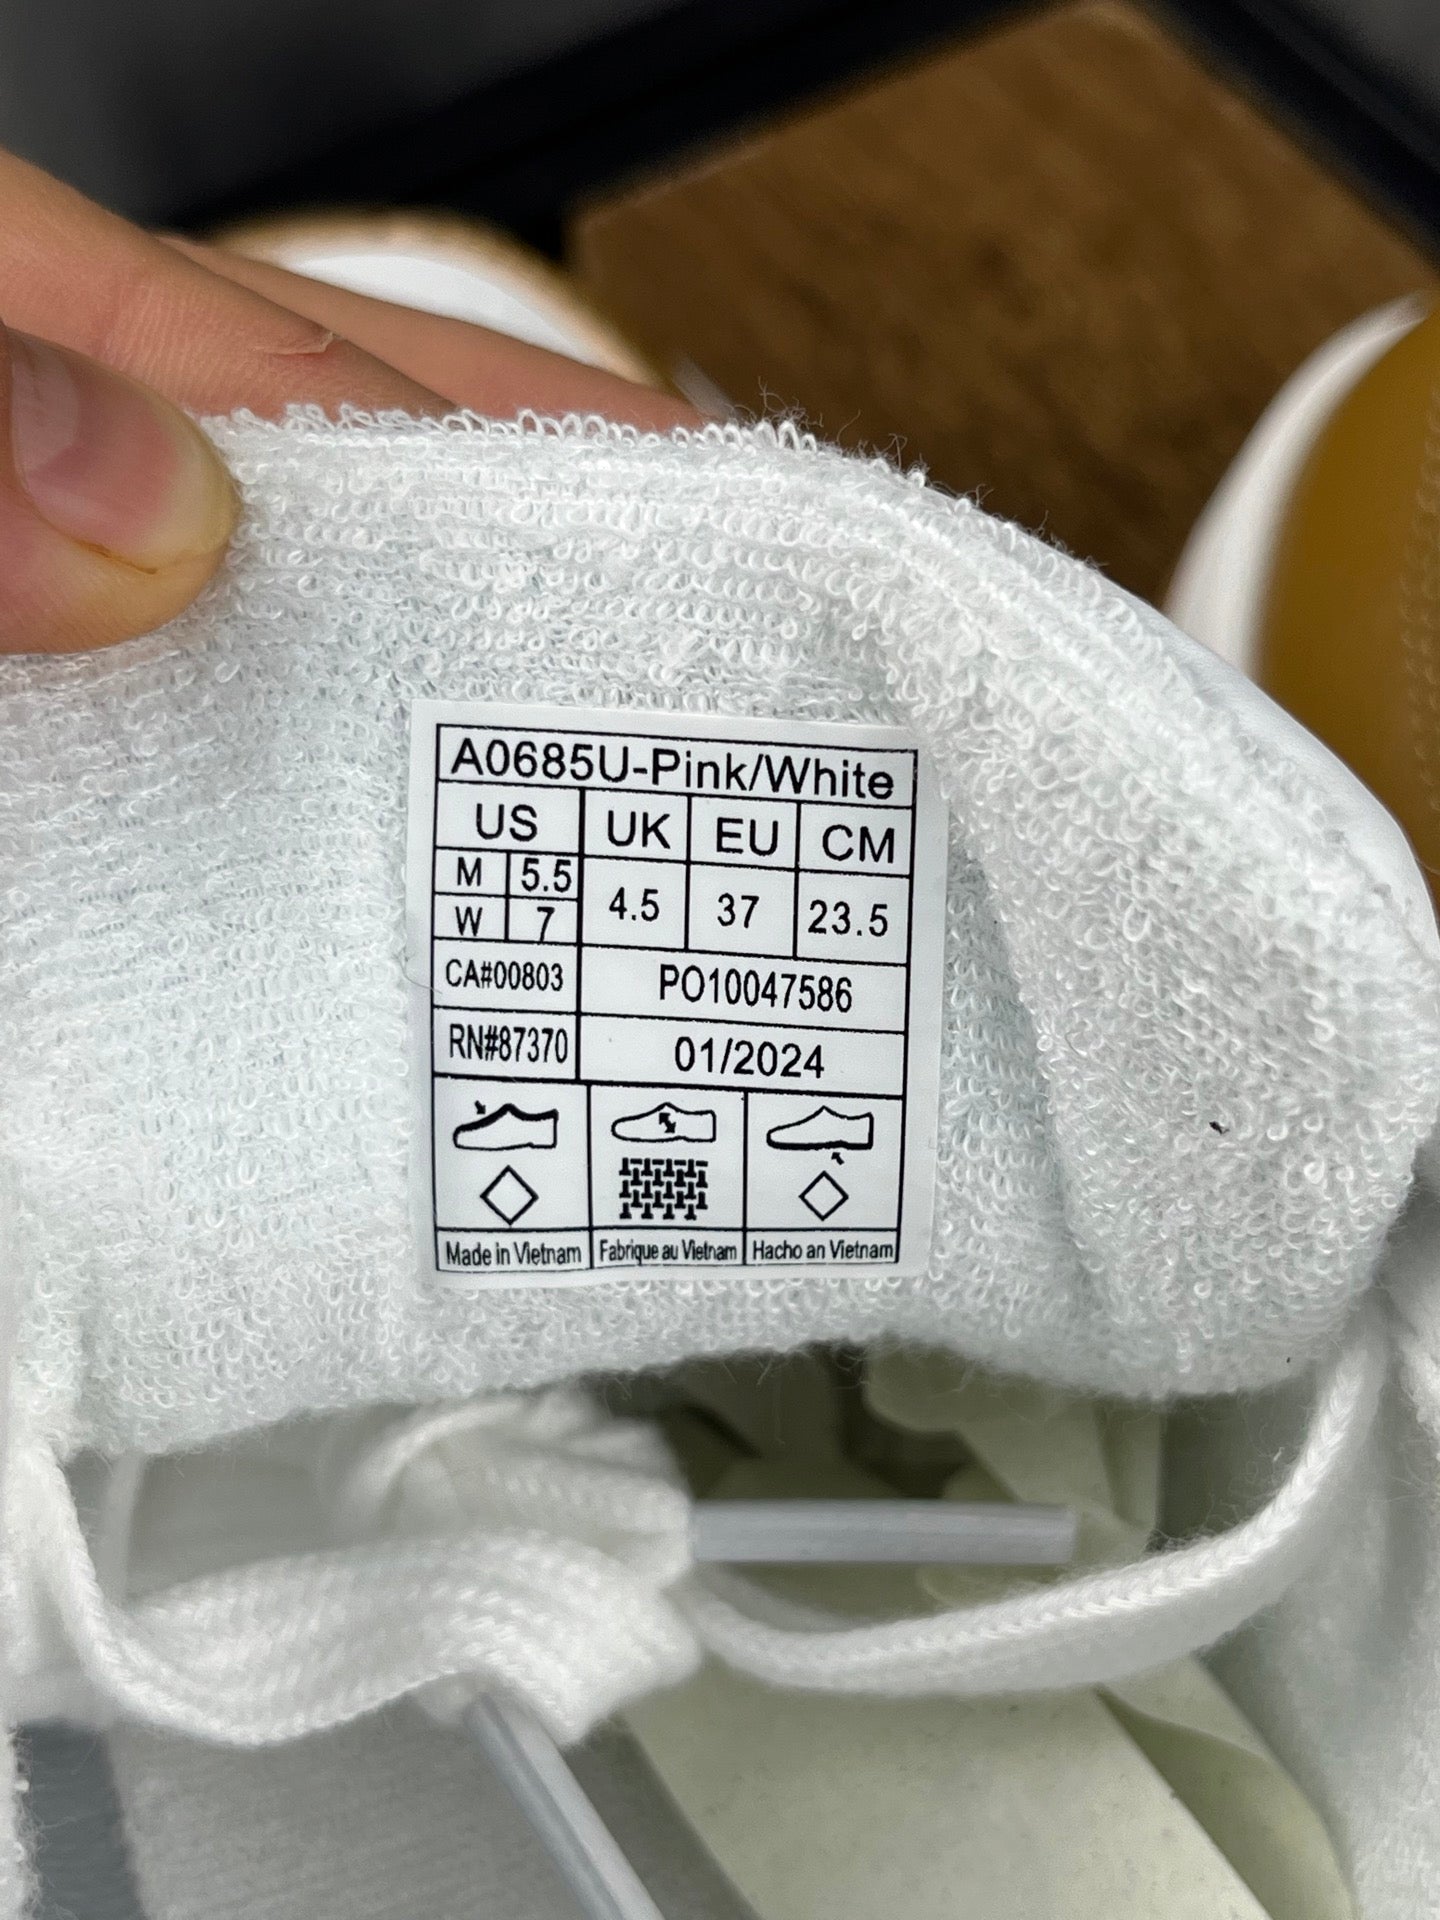 A0685U-Pink/White
US UK EU CM
M 5.5 4.5 37 23.5
W 7
CA#00803 PO10047586
RN#87370 01/2024
Made in Vietnam Fabrique au Vietnam Hacho an Vietnam